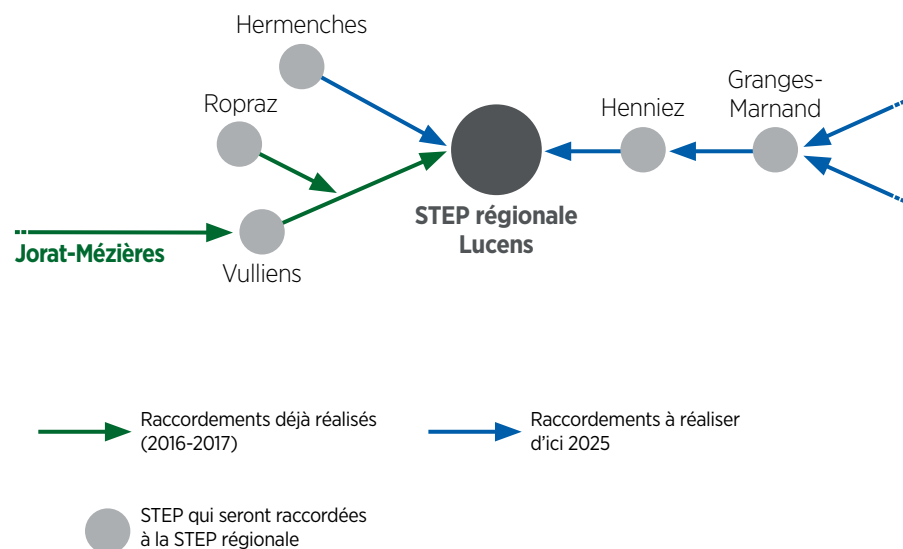 Hermenches
Ropraz
Granges-
Marnand
Henniez
STEP régionale
Lucens
Jorat-Mézières
Vulliens
Raccordements déjà réalisés
(2016-2017)
Raccordements à réaliser
d'ici 2025
STEP qui seront raccordées
à la STEP régionale